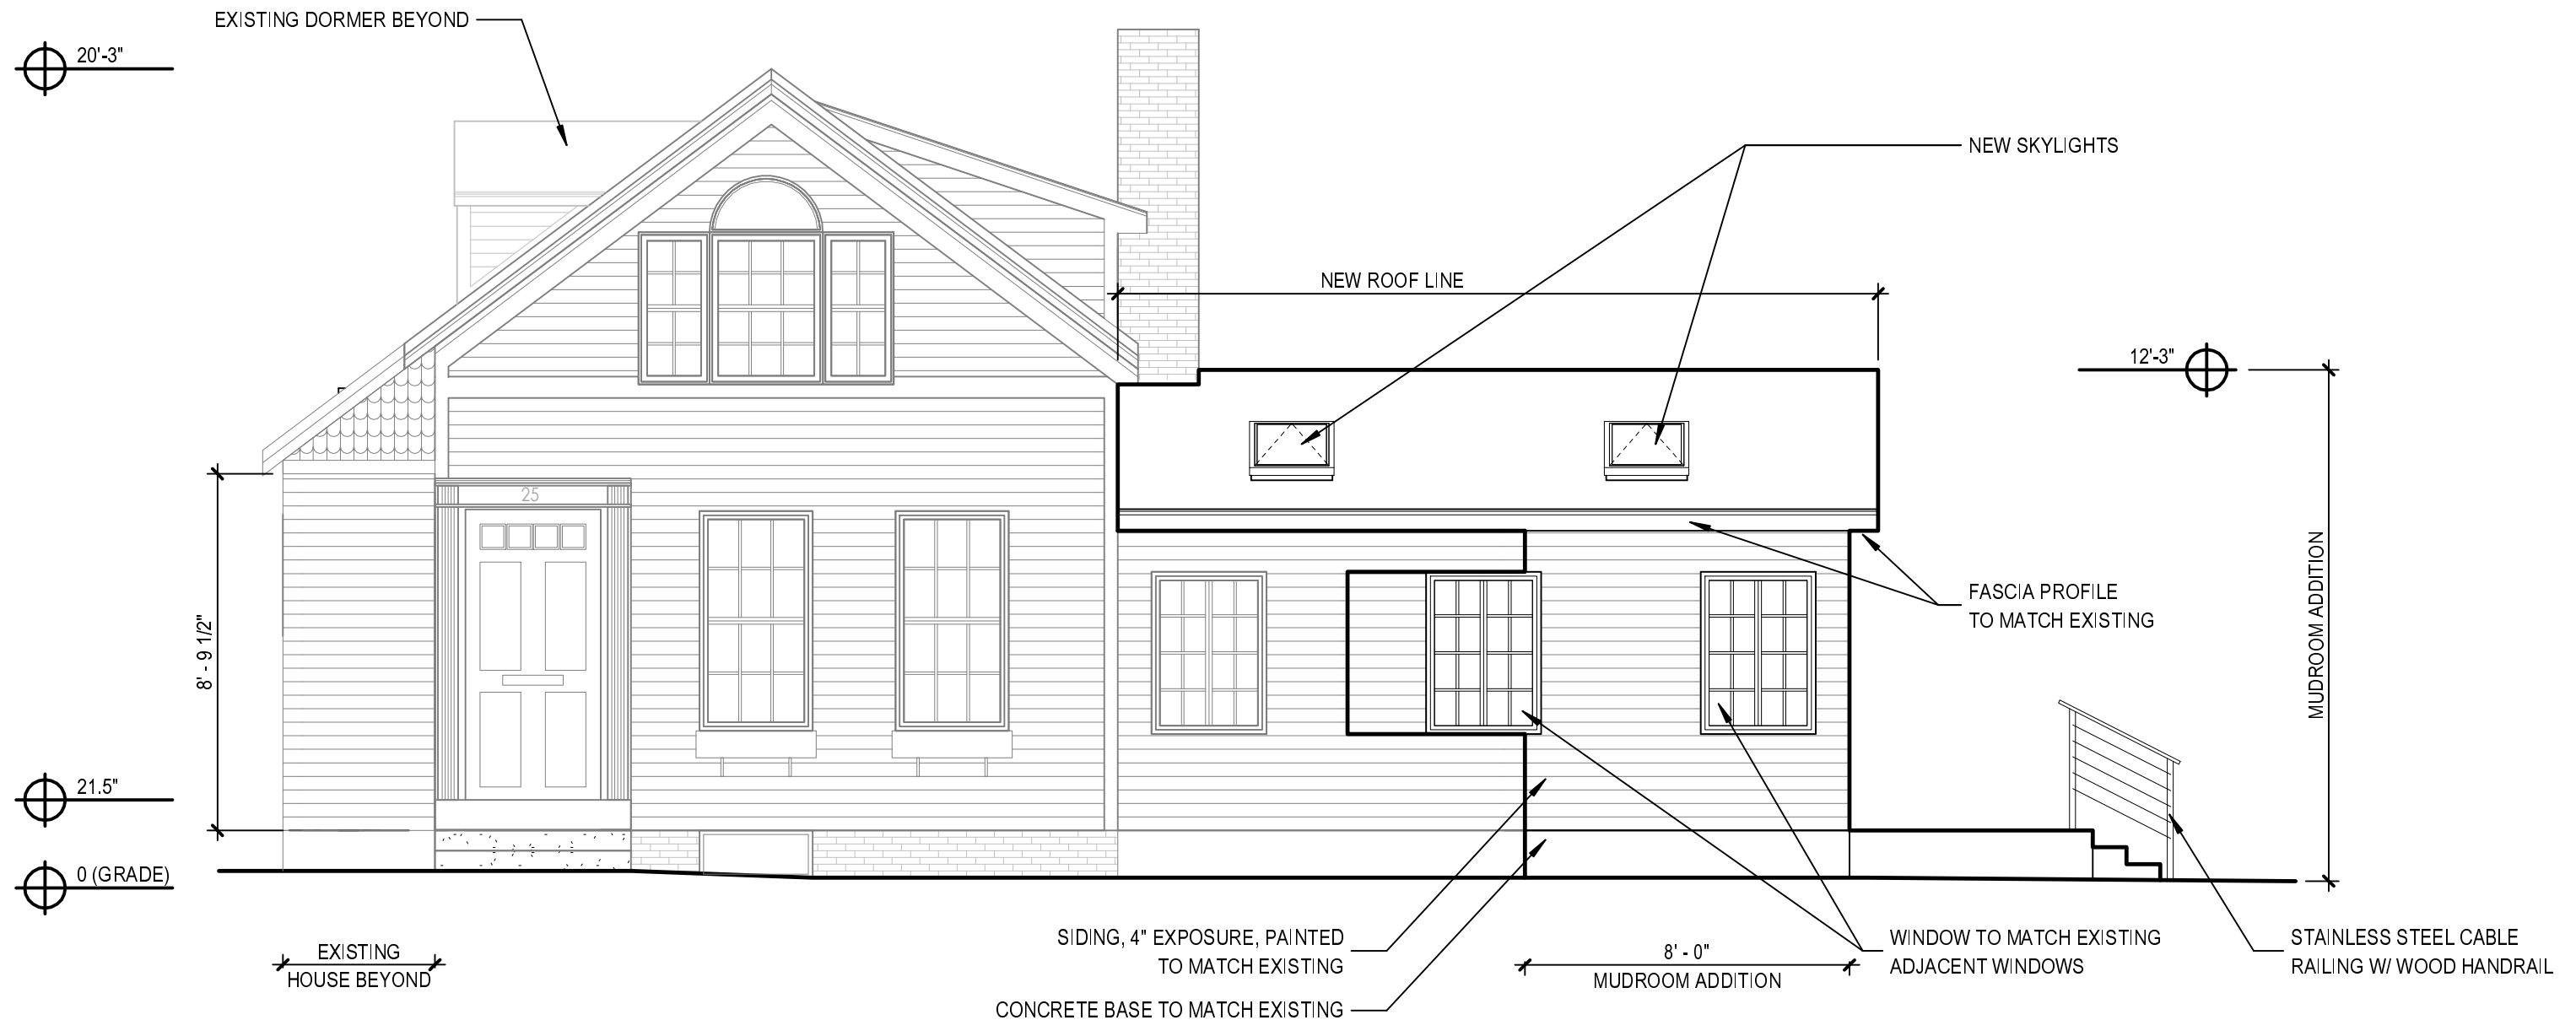 EXISTING DORMER BEYOND
20'-3"
NEW SKYLIGHTS
NEW ROOF LINE
12'-3"
25
MUDROOM ADDITION
FASCIA PROFILE
TO MATCH EXISTING
8' - 9 1/2"
21.5"
0 (GRADE)
EXISTING
HOUSE BEYOND
SIDING, 4" EXPOSURE, PAINTED
TO MATCH EXISTING
CONCRETE BASE TO MATCH EXISTING
8' - 0"
MUDROOM ADDITION
WINDOW TO MATCH EXISTING
ADJACENT WINDOWS
STAINLESS STEEL CABLE
RAILING W/ WOOD HANDRAIL